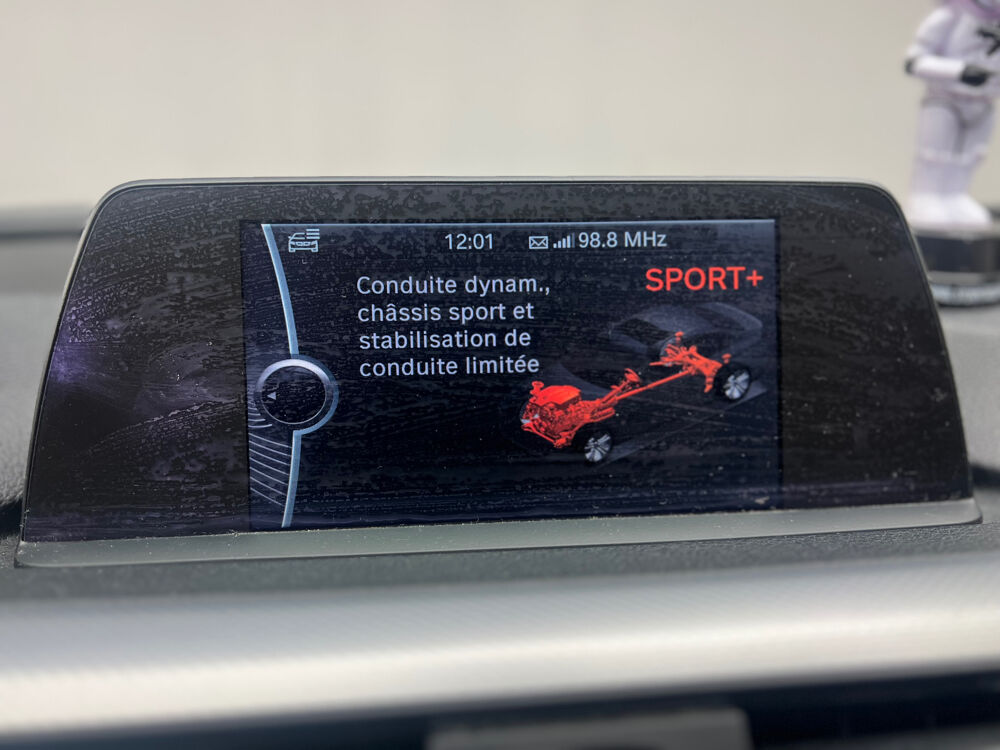 12:01 98.8 MHz
SPORT+
Conduite dynam.,
châssis sport et
stabilisation de
conduite limitée